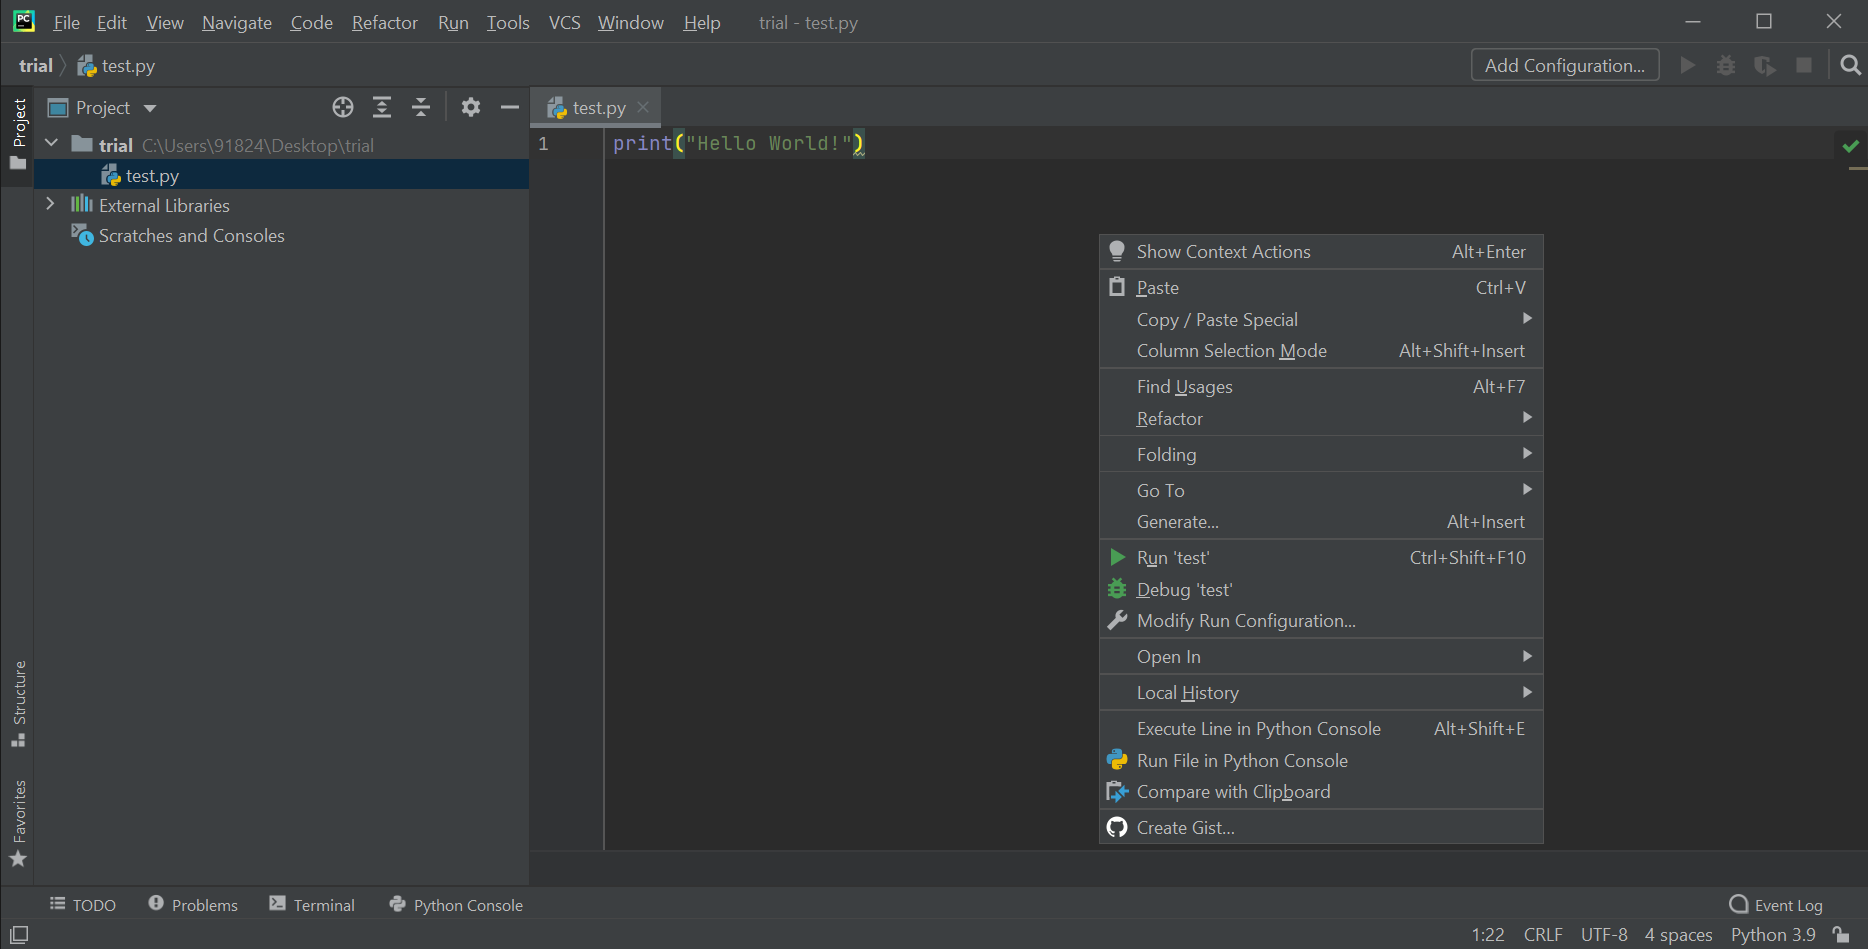 PC File Edit View Navigate Code Refactor Run Tools VCS Window Help trial - test.py
trial test.py Add Configuration...
Project
Project
test.py
trial C:\Users\91824\Desktop\trial
test.py
External Libraries
Scratches and Consoles
1 print("Hello World!")
Show Context Actions Alt+Enter
Paste Ctrl+V
Copy / Paste Special
Column Selection Mode Alt+Shift+Insert
Find Usages Alt+F7
Refactor
Folding
Go To
Generate... Alt+Insert
Run 'test' Ctrl+Shift+F10
Debug 'test'
Modify Run Configuration...
Open In
Local History
Execute Line in Python Console Alt+Shift+E
Run File in Python Console
Compare with Clipboard
Create Gist...
Structure
Favorites
TODO Problems Terminal Python Console Event Log
1:22 CRLF UTF-8 4 spaces Python 3.9